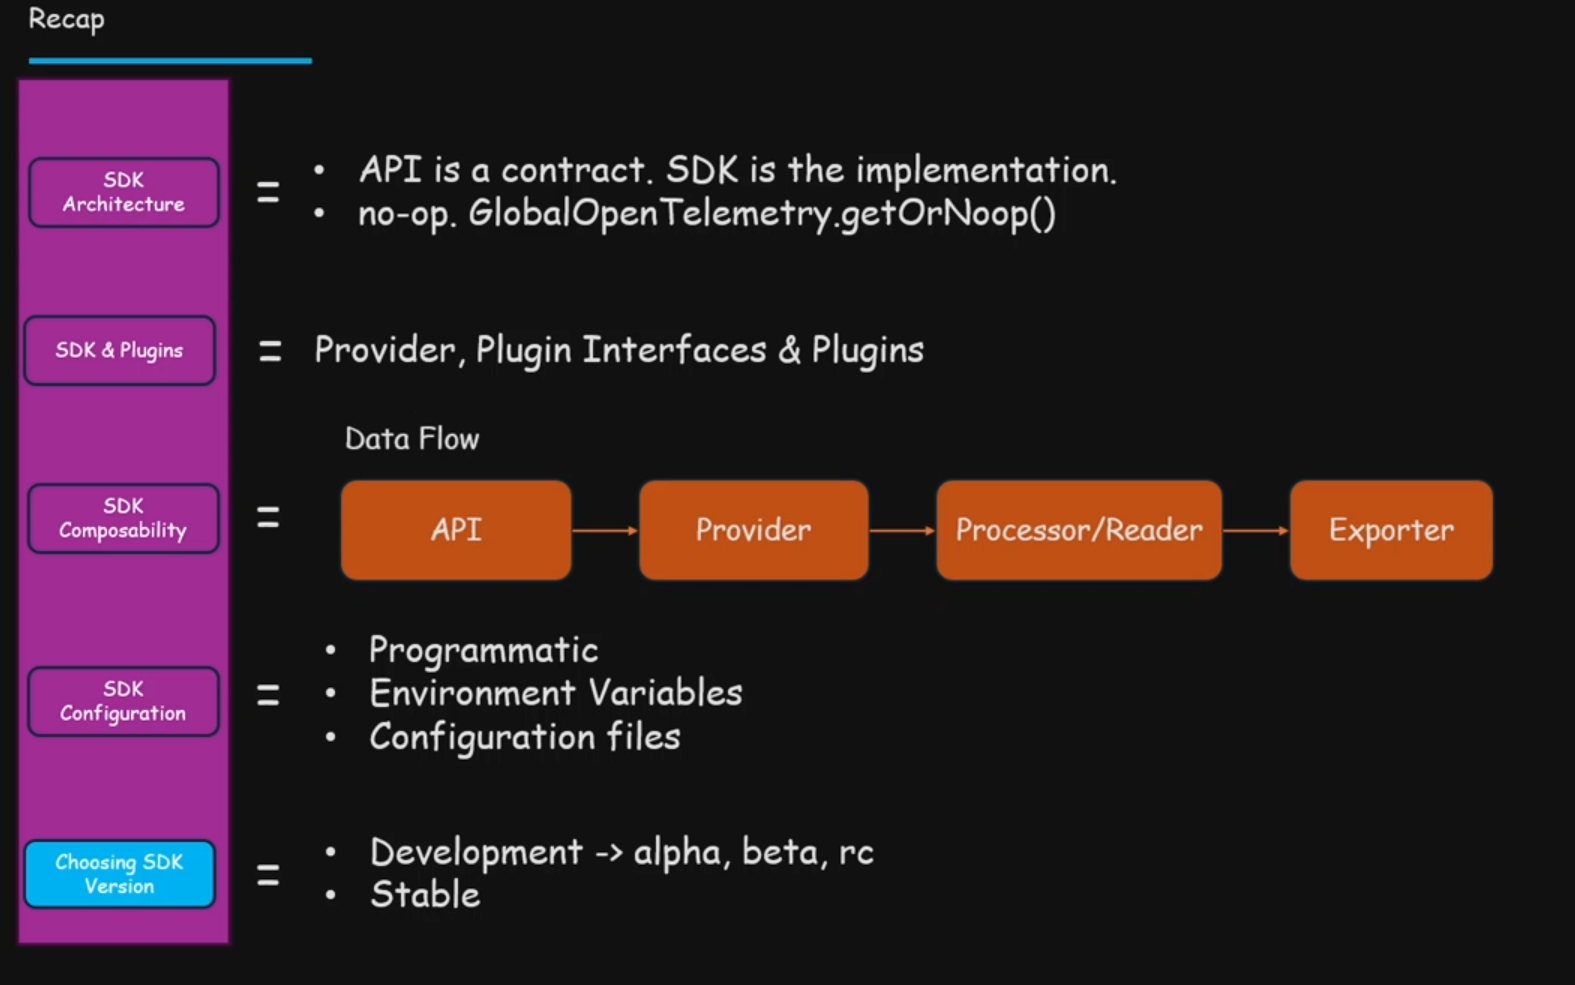 Recap
SDK
Architecture
=
• API is a contract. SDK is the implementation.
• no-op. GlobalOpenTelemetry.getOrNoop()
SDK & Plugins
=
Provider, Plugin Interfaces & Plugins
Data Flow
SDK
Composability
=
API
Provider
Processor/Reader
Exporter
SDK
Configuration
=
• Programmatic
• Environment Variables
• Configuration files
Choosing SDK
Version
=
• Development -> alpha, beta, rc
• Stable